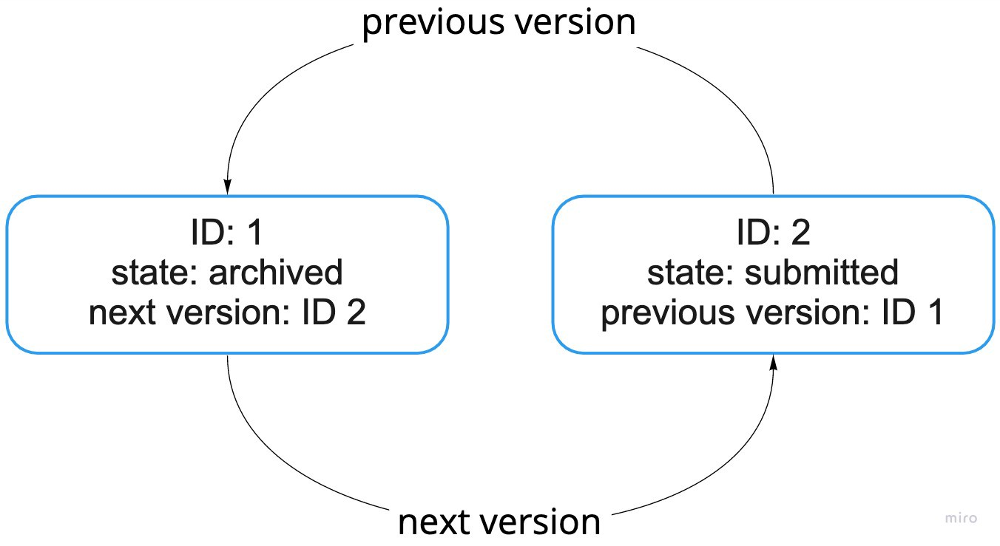 previous version
ID: 1
state: archived
next version: ID 2
ID: 2
state: submitted
previous version: ID 1
next version
miro